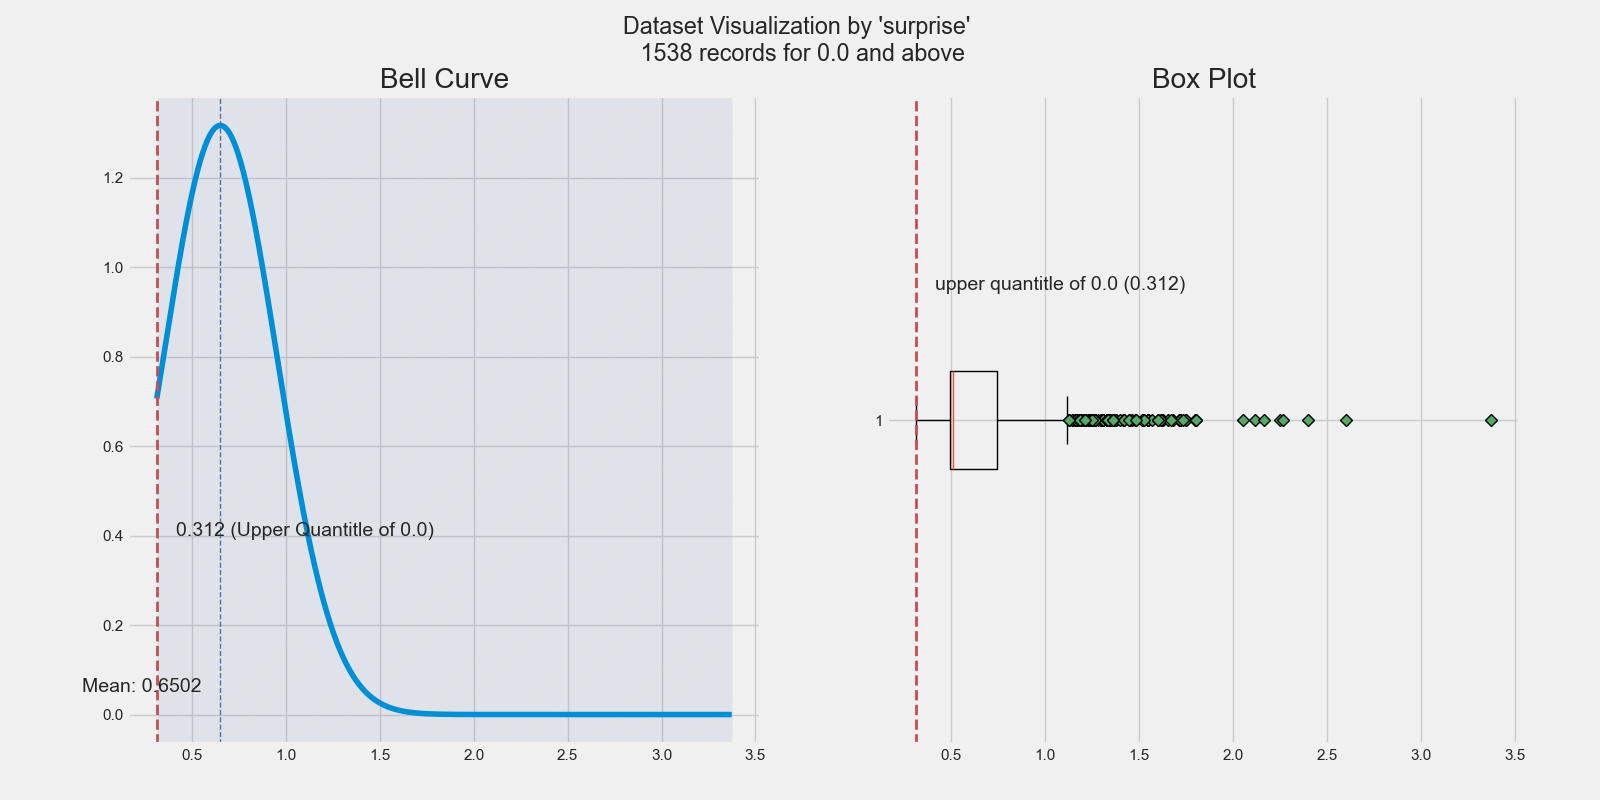 Dataset Visualization by 'surprise'
1538 records for 0.0 and above
Bell Curve
1.2
1.0
0.8
0.6
0.4
0.2
0.0
0.312 (Upper Quantitle of 0.0)
Mean: 0.6502
0.5 1.0 1.5 2.0 2.5 3.0 3.5
Box Plot
upper quantitle of 0.0 (0.312)
1
0.5 1.0 1.5 2.0 2.5 3.0 3.5